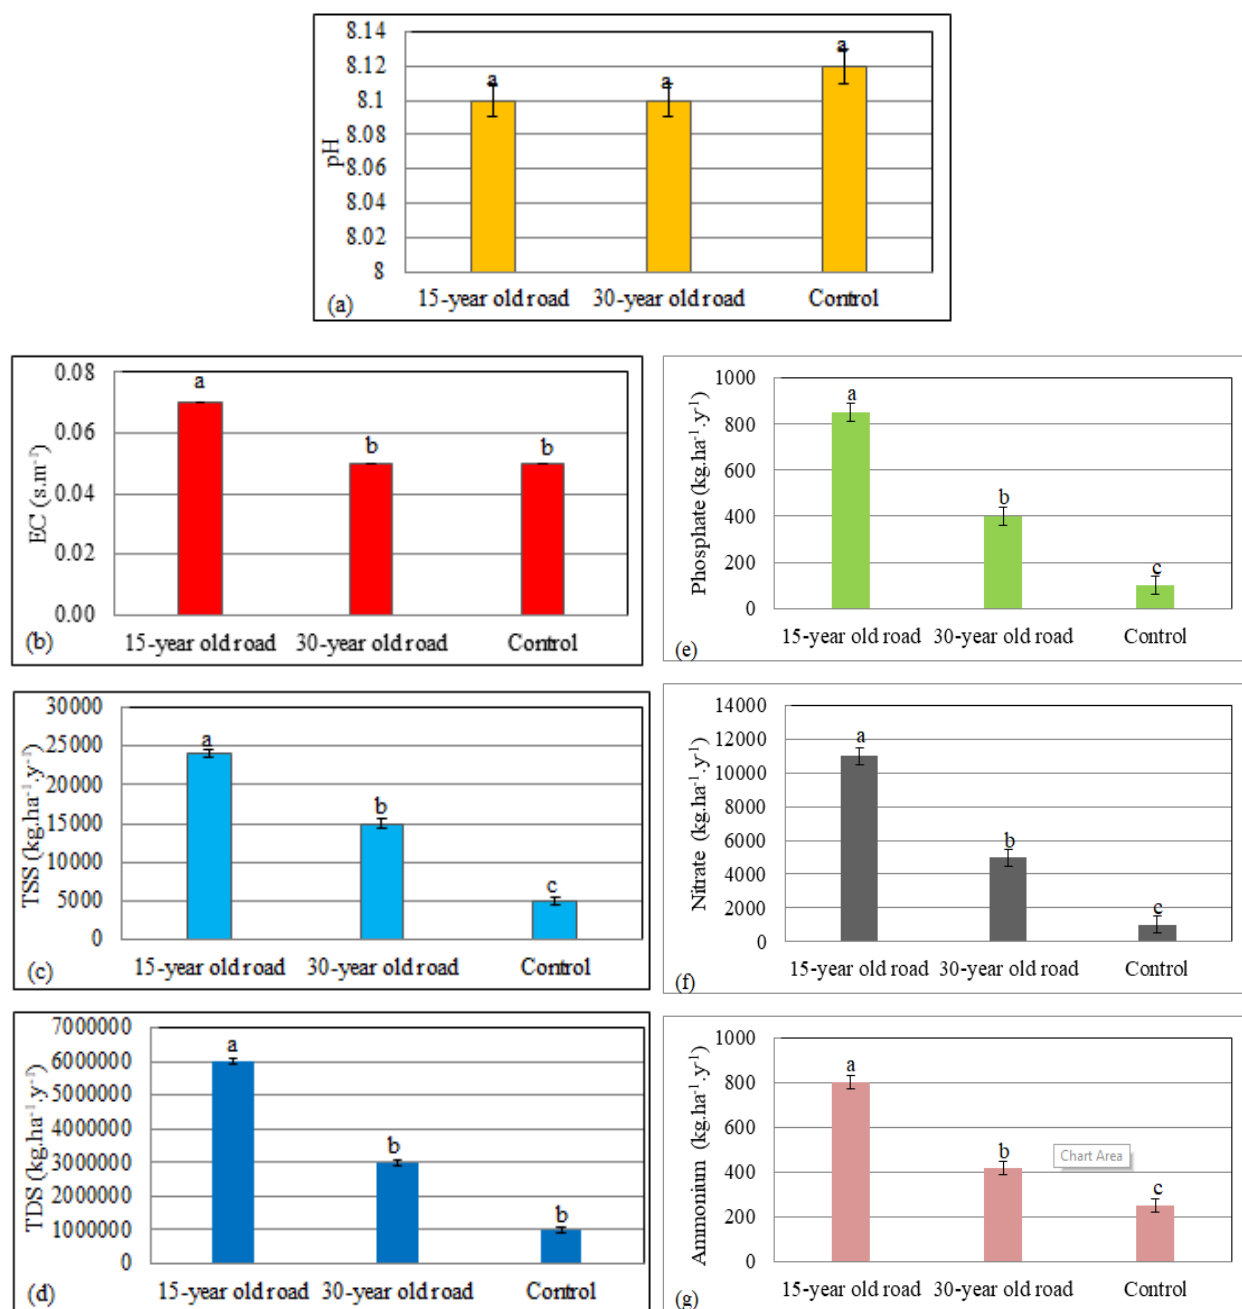 8.14
8.12
8.1
8.08
8.06
8.04
8.02
8
pH
a
a
a
15-year old road 30-year old road Control
(a)
0.08
0.06
0.04
0.02
0.00
EC (s.m⁻¹)
a
b
b
15-year old road 30-year old road Control
(b)
1000
800
600
400
200
0
Phosphate (kg.ha⁻¹.y⁻¹)
a
b
c
15-year old road 30-year old road Control
(e)
30000
25000
20000
15000
10000
5000
0
TSS (kg.ha⁻¹.y⁻¹)
a
b
c
15-year old road 30-year old road Control
(c)
14000
12000
10000
8000
6000
4000
2000
0
Nitrate (kg.ha⁻¹.y⁻¹)
a
b
c
15-year old road 30-year old road Control
(f)
7000000
6000000
5000000
4000000
3000000
2000000
1000000
0
TDS (kg.ha⁻¹.y⁻¹)
a
b
b
15-year old road 30-year old road Control
(d)
1000
800
600
400
200
0
Ammonium (kg.ha⁻¹.y⁻¹)
a
b
c
Chart Area
15-year old road 30-year old road Control
(g)